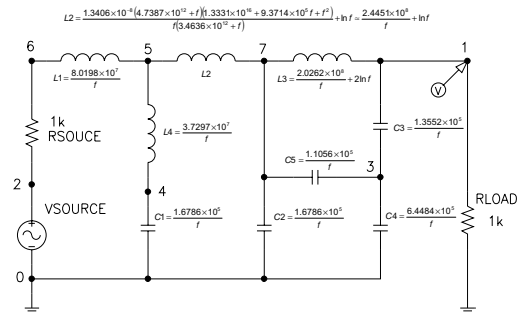 L2 = 1.3406×10⁻⁸(4.7387×10¹² + f)(1.3331×10¹⁶ + 9.3714×10⁵ f + f²) / f(3.4636×10¹² + f) + ln f ≃ 2.4451×10⁸ / f + ln f
6
5
7
1
L1 = 8.0198×10⁷ / f
L2
L3 = 2.0262×10⁸ / f + 2ln f
V
1k
RSOUCE
L4 = 3.7297×10⁷ / f
C3 = 1.3552×10⁵ / f
C5 = 1.1056×10⁵ / f
3
2
4
VSOURCE
C1 = 1.6786×10⁵ / f
C2 = 1.6786×10⁵ / f
C4 = 6.4484×10⁵ / f
RLOAD
1k
0